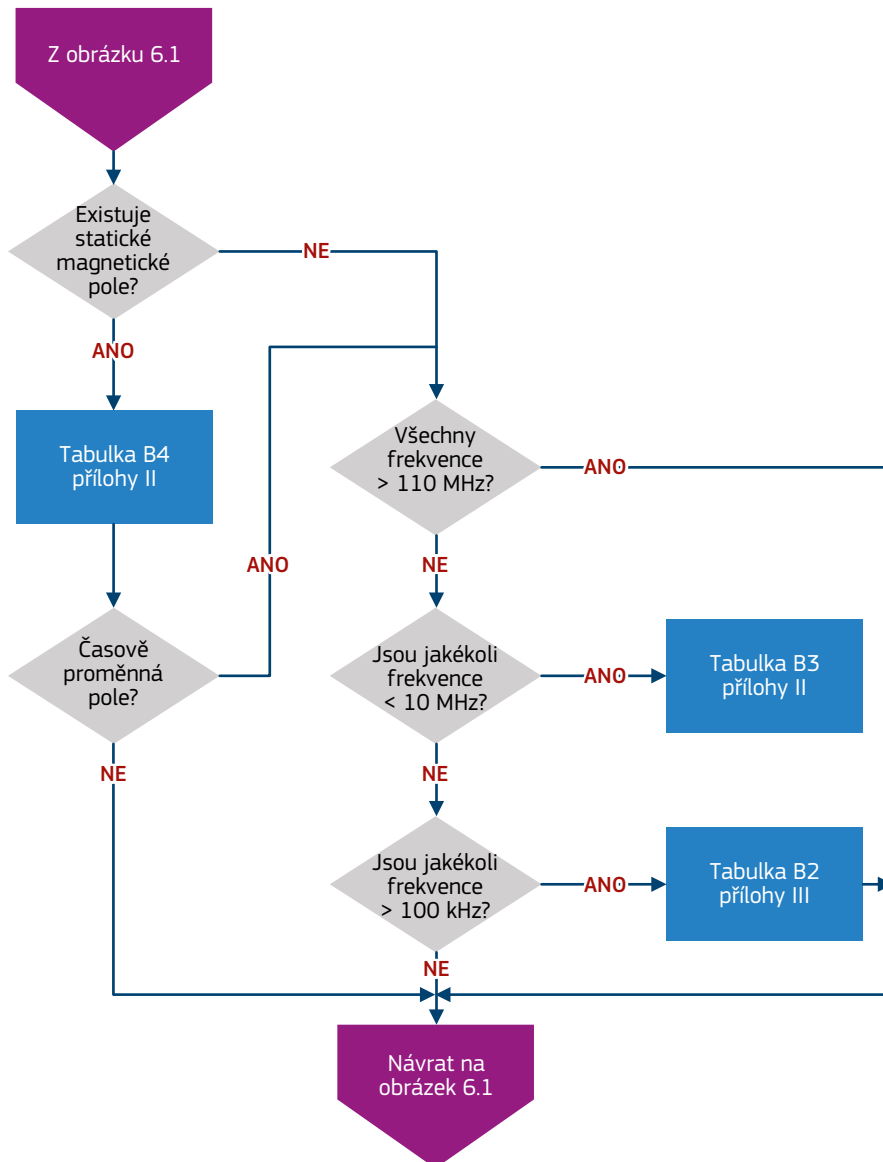 Z obrázku 6.1
Existuje
statické
magnetické
pole?
NE
ANO
Tabulka B4
přílohy II
Všechny
frekvence
> 110 MHz?
ANO
NE
ANO
Časově
proměnná
pole?
Jsou jakékoli
frekvence
< 10 MHz?
ANO
Tabulka B3
přílohy II
NE
NE
Jsou jakékoli
frekvence
> 100 kHz?
ANO
Tabulka B2
přílohy III
NE
Návrat na
obrázek 6.1